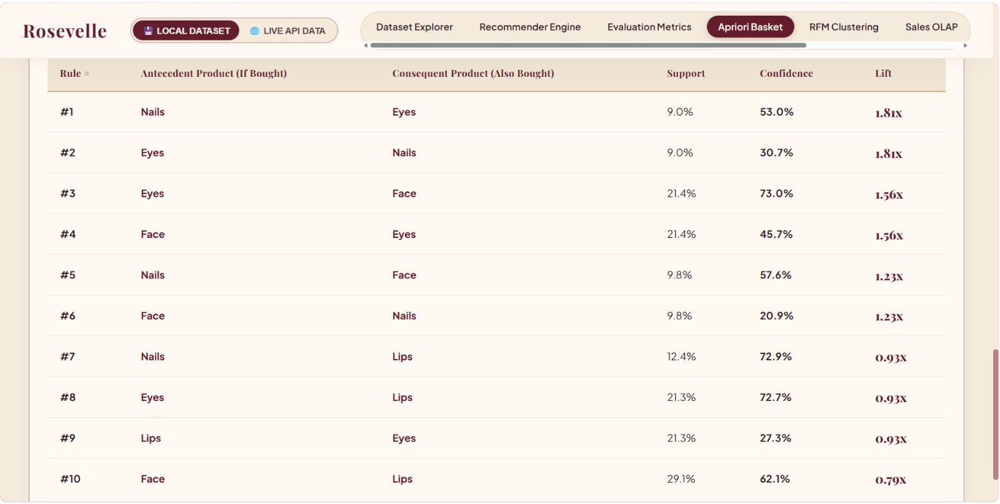 Rosevelle
💾 LOCAL DATASET 🌐 LIVE API DATA
Dataset Explorer Recommender Engine Evaluation Metrics Apriori Basket RFM Clustering Sales OLAP
Rule # Antecedent Product (If Bought) Consequent Product (Also Bought) Support Confidence Lift
#1 Nails Eyes 9.0% 53.0% 1.81x
#2 Eyes Nails 9.0% 30.7% 1.81x
#3 Eyes Face 21.4% 73.0% 1.56x
#4 Face Eyes 21.4% 45.7% 1.56x
#5 Nails Face 9.8% 57.6% 1.23x
#6 Face Nails 9.8% 20.9% 1.23x
#7 Nails Lips 12.4% 72.9% 0.93x
#8 Eyes Lips 21.3% 72.7% 0.93x
#9 Lips Eyes 21.3% 27.3% 0.93x
#10 Face Lips 29.1% 62.1% 0.79x